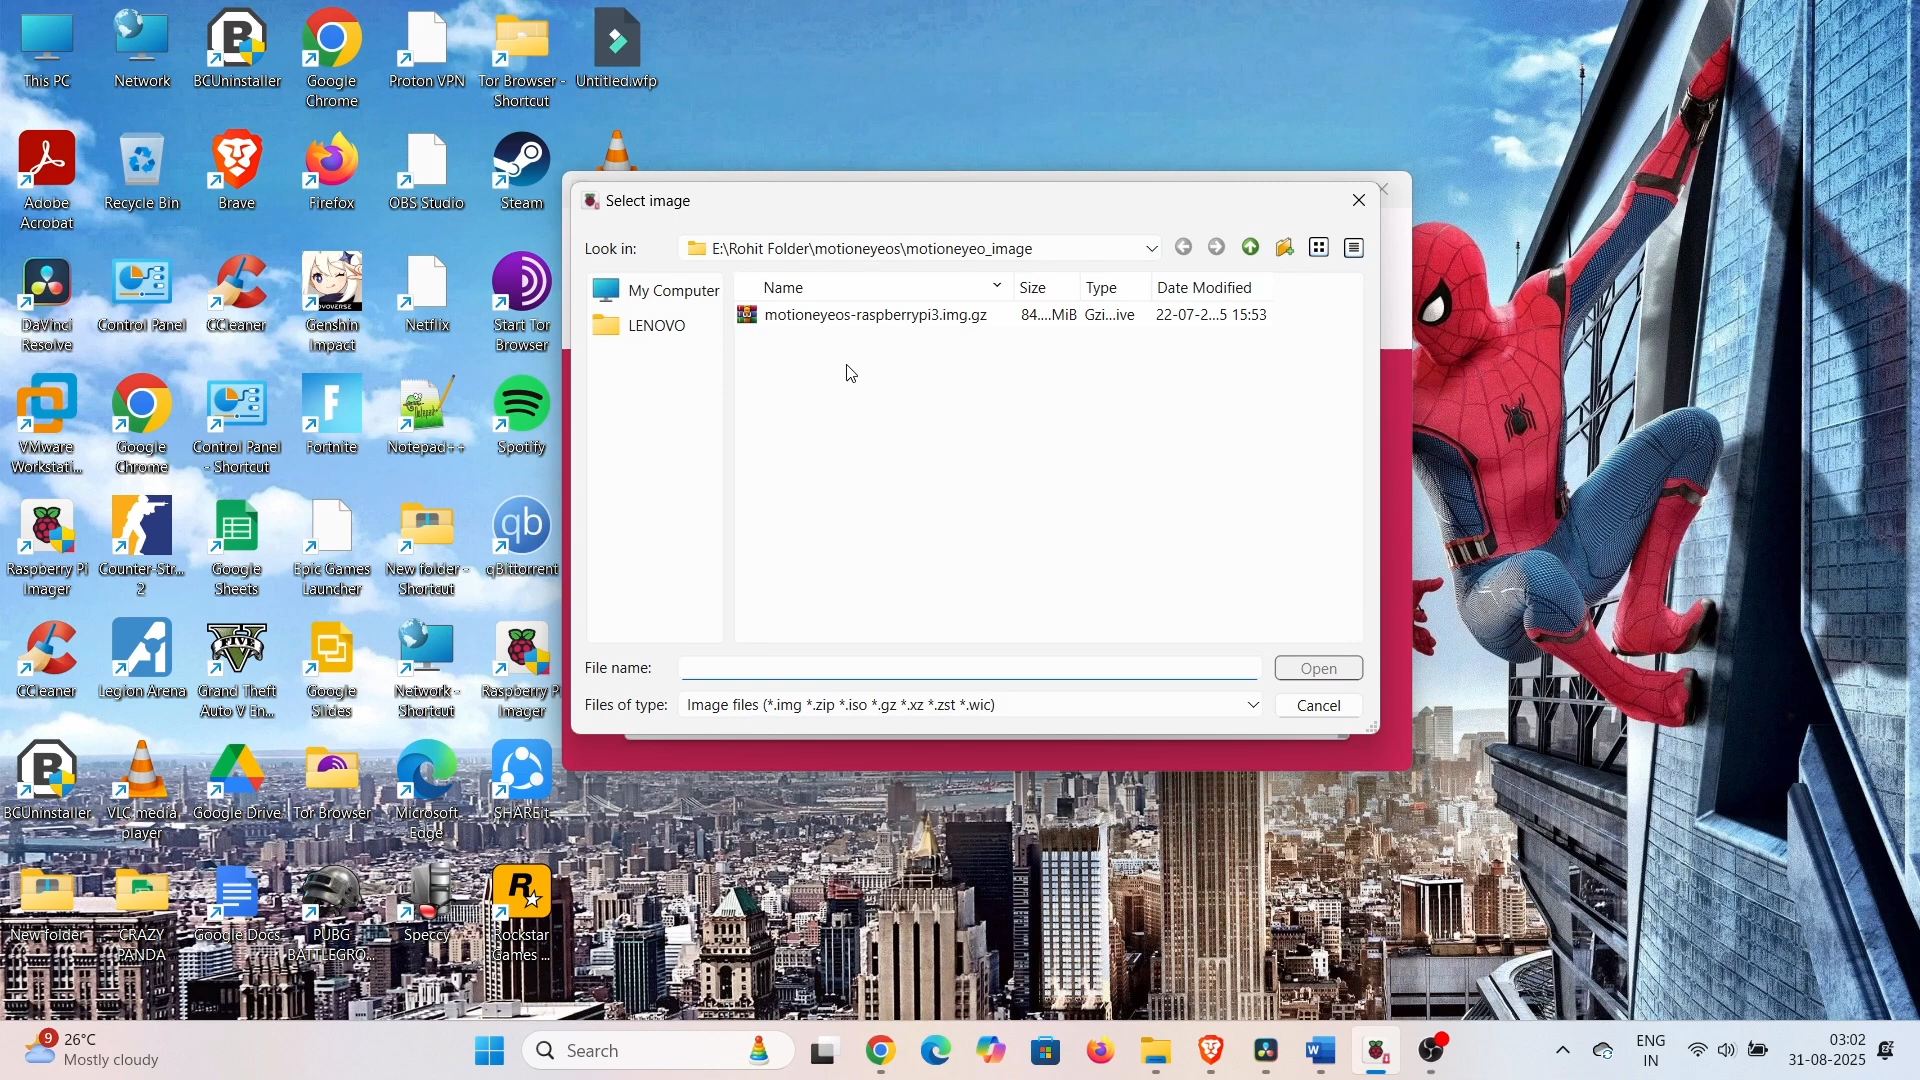 This PC
Network
BCUninstaller
Google
Chrome
Proton VPN
Tor Browser -
Shortcut
Untitled.wfp
Adobe
Acrobat
Recycle Bin
Brave
Firefox
OBS Studio
Steam
DaVinci
Resolve
Control Panel
CCleaner
Genshin
Impact
Netflix
Start Tor
Browser
VMware
Workstati...
Google
Chrome
Control Panel
- Shortcut
Fortnite
Notepad++
Spotify
Raspberry Pi
Imager
Counter-Str...
2
Google
Sheets
Epic Games
Launcher
New folder -
Shortcut
qBittorrent
CCleaner
Legion Arena
Grand Theft
Auto V En...
Google
Slides
Network -
Shortcut
Raspberry Pi
Imager
BCUninstaller
VLC media
player
Google Drive
Tor Browser
Microsoft
Edge
SHAREit
New folder
CRAZY
PANDA
Google Docs
PUBG
BATTLEGRO...
Speccy
Rockstar
Games ...
Select image
Look in:
E:\Rohit Folder\motioneyeos\motioneyeo_image
My Computer
LENOVO
Name
Size
Type
Date Modified
motioneyeos-raspberrypi3.img.gz
84....MiB
Gzi...ive
22-07-2...5 15:53
File name:
Open
Files of type:
Image files (*.img *.zip *.iso *.gz *.xz *.zst *.wic)
Cancel
9
26°C
Mostly cloudy
Search
ENG
IN
03:02
31-08-2025